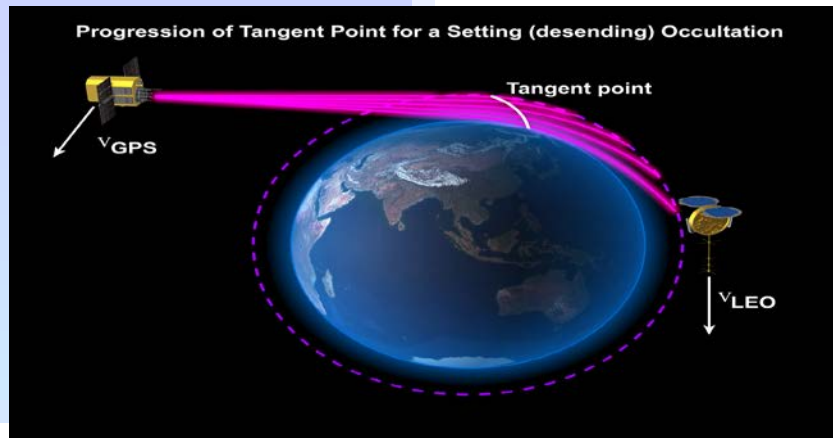 Progression of Tangent Point for a Setting (desending) Occultation
Tangent point
VGPS
VLEO